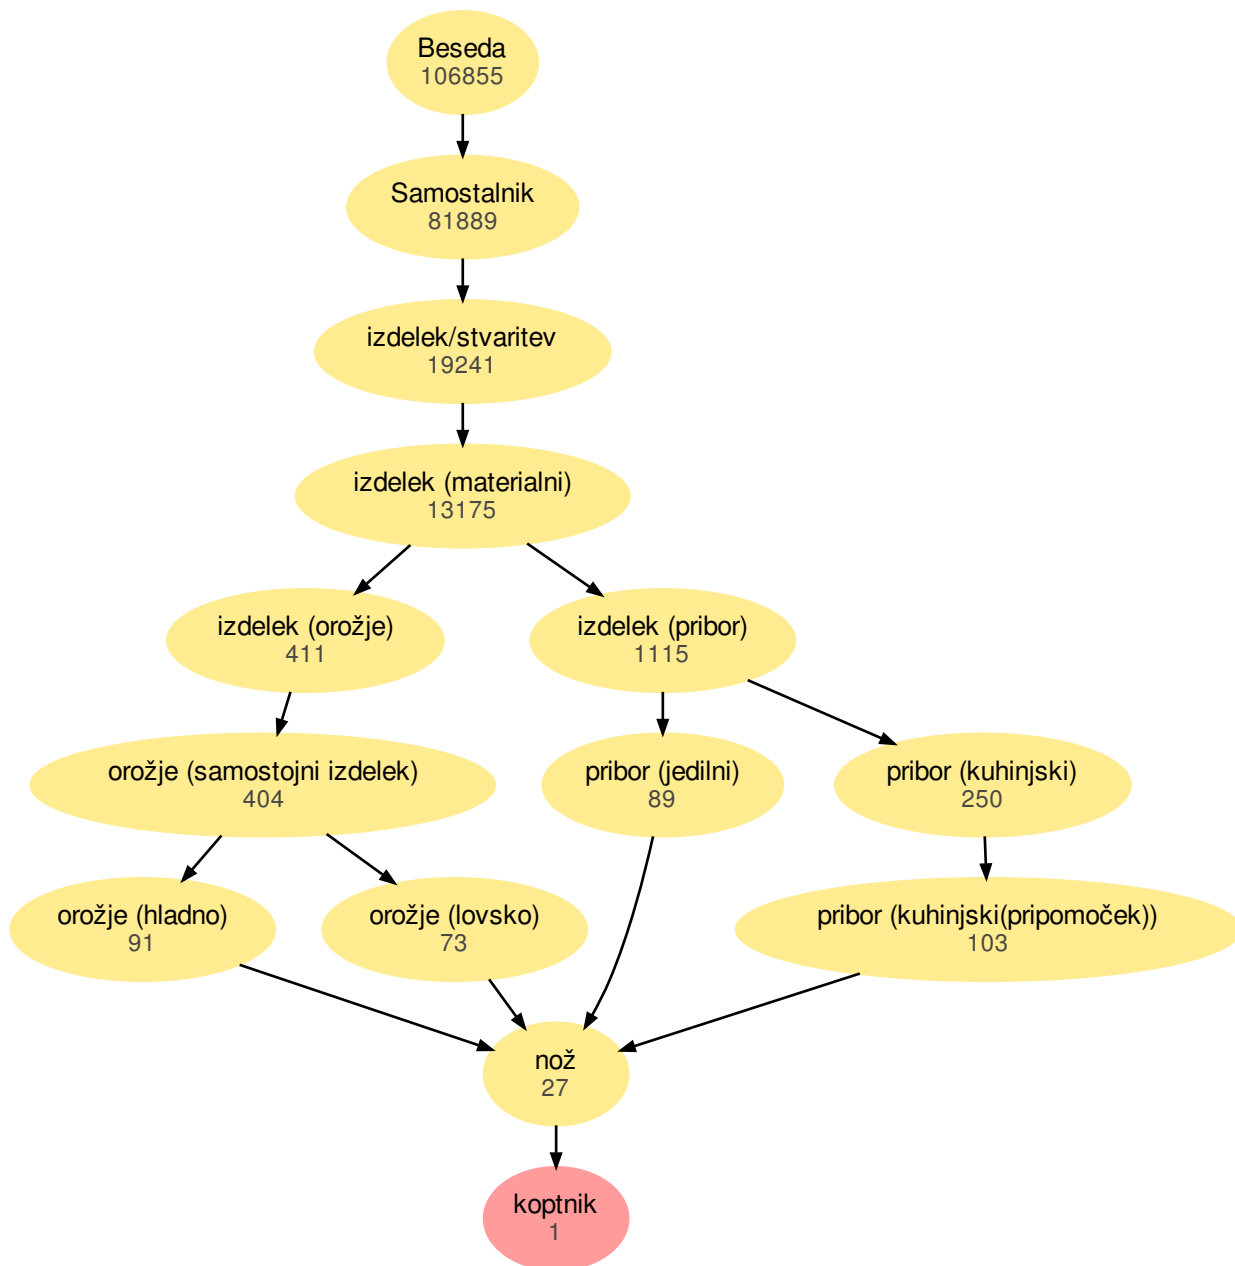 Beseda
106855
Samostalnik
81889
izdelek/stvaritev
19241
izdelek (materialni)
13175
izdelek (orožje)
411
izdelek (pribor)
1115
orožje (samostojni izdelek)
404
pribor (jedilni)
89
pribor (kuhinjski)
250
orožje (hladno)
91
orožje (lovsko)
73
pribor (kuhinjski(pripomoček))
103
nož
27
koptnik
1